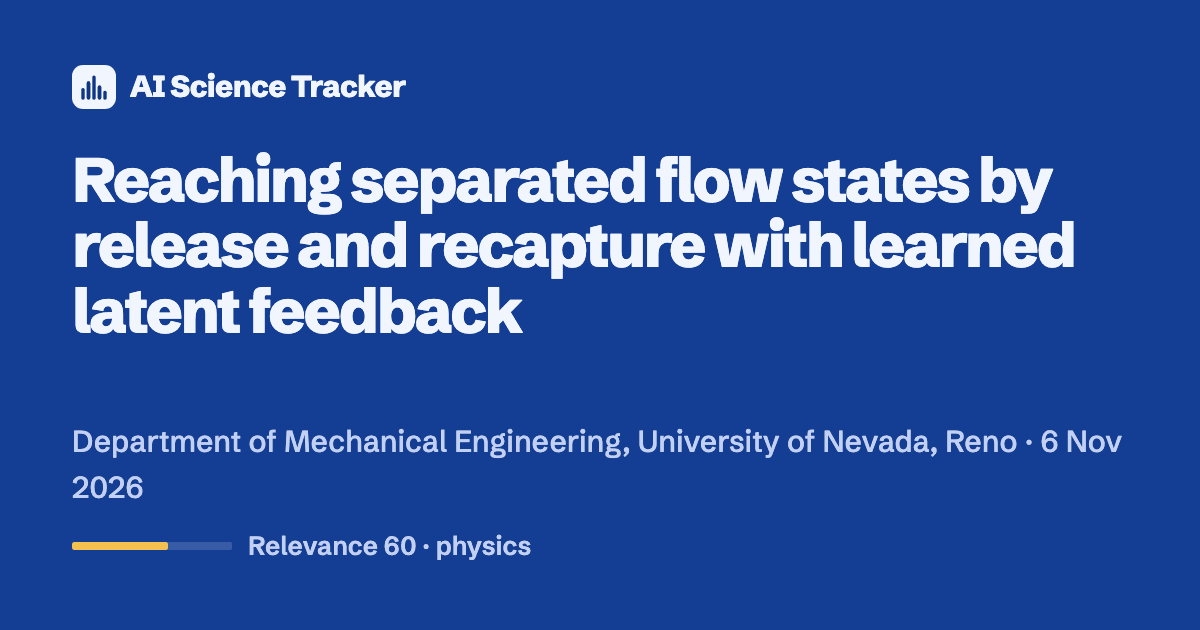 AI Science Tracker
Reaching separated flow states by
release and recapture with learned
latent feedback
Department of Mechanical Engineering, University of Nevada, Reno · 6 Nov
2026
Relevance 60 · physics